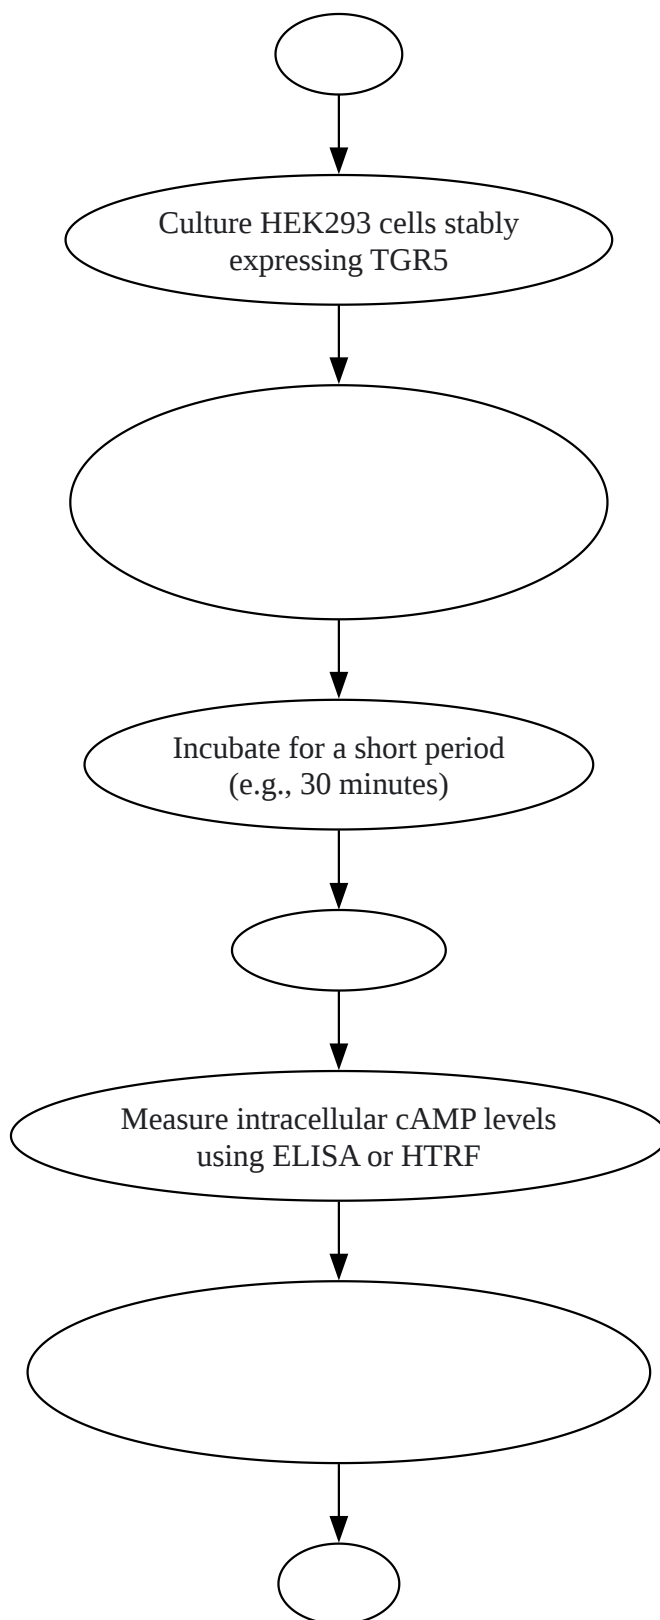 Culture HEK293 cells stably
expressing TGR5
Incubate for a short period
(e.g., 30 minutes)
Measure intracellular cAMP levels
using ELISA or HTRF